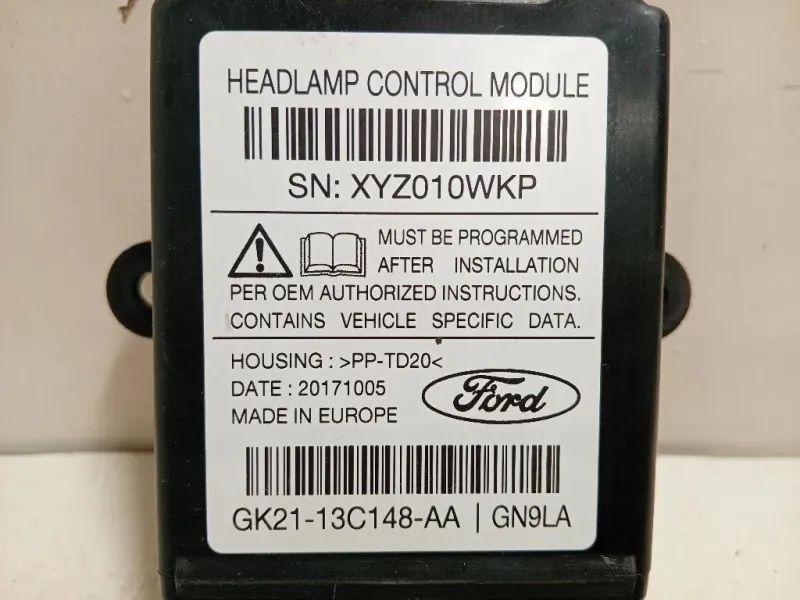 HEADLAMP CONTROL MODULE
SN: XYZ010WKP
MUST BE PROGRAMMED
AFTER INSTALLATION
PER OEM AUTHORIZED INSTRUCTIONS.
CONTAINS VEHICLE SPECIFIC DATA.
HOUSING : >PP-TD20<
DATE : 20171005
MADE IN EUROPE
Ford
GK21-13C148-AA | GN9LA